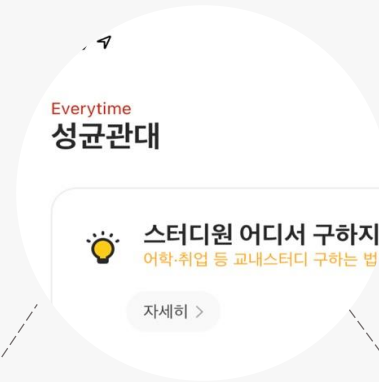 Everytime
성균관대
스터디원 어디서 구하지
어학·취업 등 교내스터디 구하는 법
자세히 >